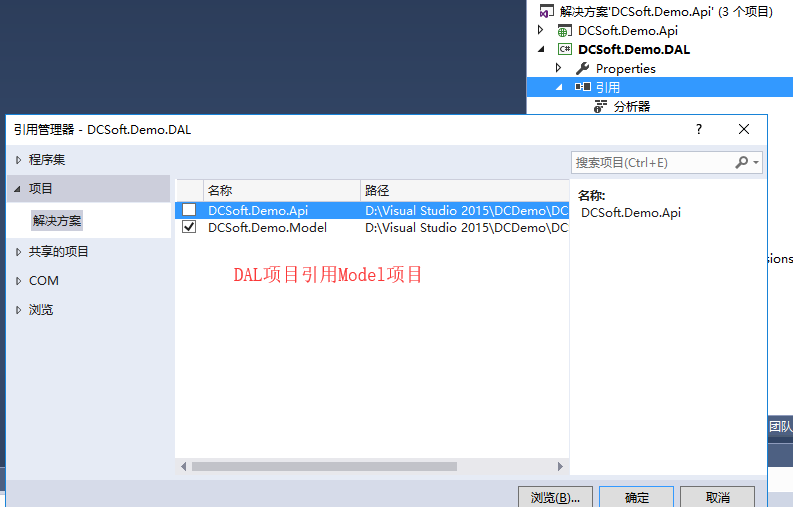 解决方案'DCSoft.Demo.Api' (3 个项目)
DCSoft.Demo.Api
C# DCSoft.Demo.DAL
Properties
引用
分析器
引用管理器 - DCSoft.Demo.DAL
? 
程序集
搜索项目(Ctrl+E)
项目
解决方案
共享的项目
COM
浏览
名称 路径
DCSoft.Demo.Api D:\Visual Studio 2015\DCDemo\DC
DCSoft.Demo.Model D:\Visual Studio 2015\DCDemo\DC
DAL项目引用Model项目
名称:
DCSoft.Demo.Api
sions
团队
浏览(B)... 确定 取消